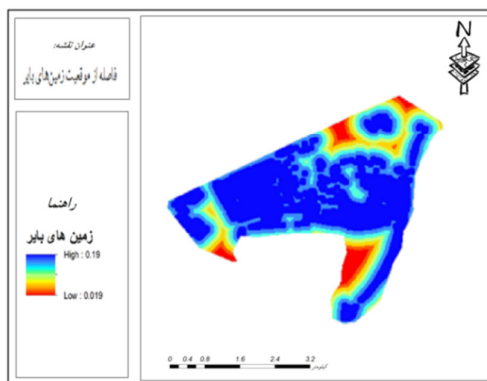 عنوان نقشه:
فاصله از موقعیت زمین‌های بایر
N
راهنما
زمین های بایر
High : 0.19
Low : 0.019
0 0.4 0.8 1.6 2.4 3.2
کیلومتر